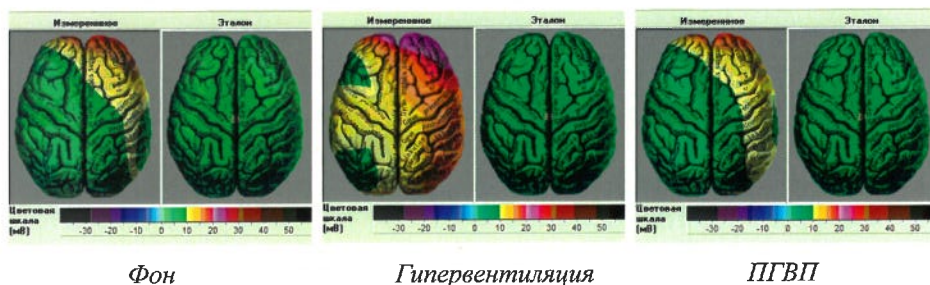 Измеренное Эталон
Цветовая шкала (мВ) -30 -20 -10 0 10 20 30 40 50
Фон
Измеренное Эталон
Цветовая шкала (мВ) -30 -20 -10 0 10 20 30 40 50
Гипервентиляция
Измеренное Эталон
Цветовая шкала (мВ) -30 -20 -10 0 10 20 30 40 50
ПГВП